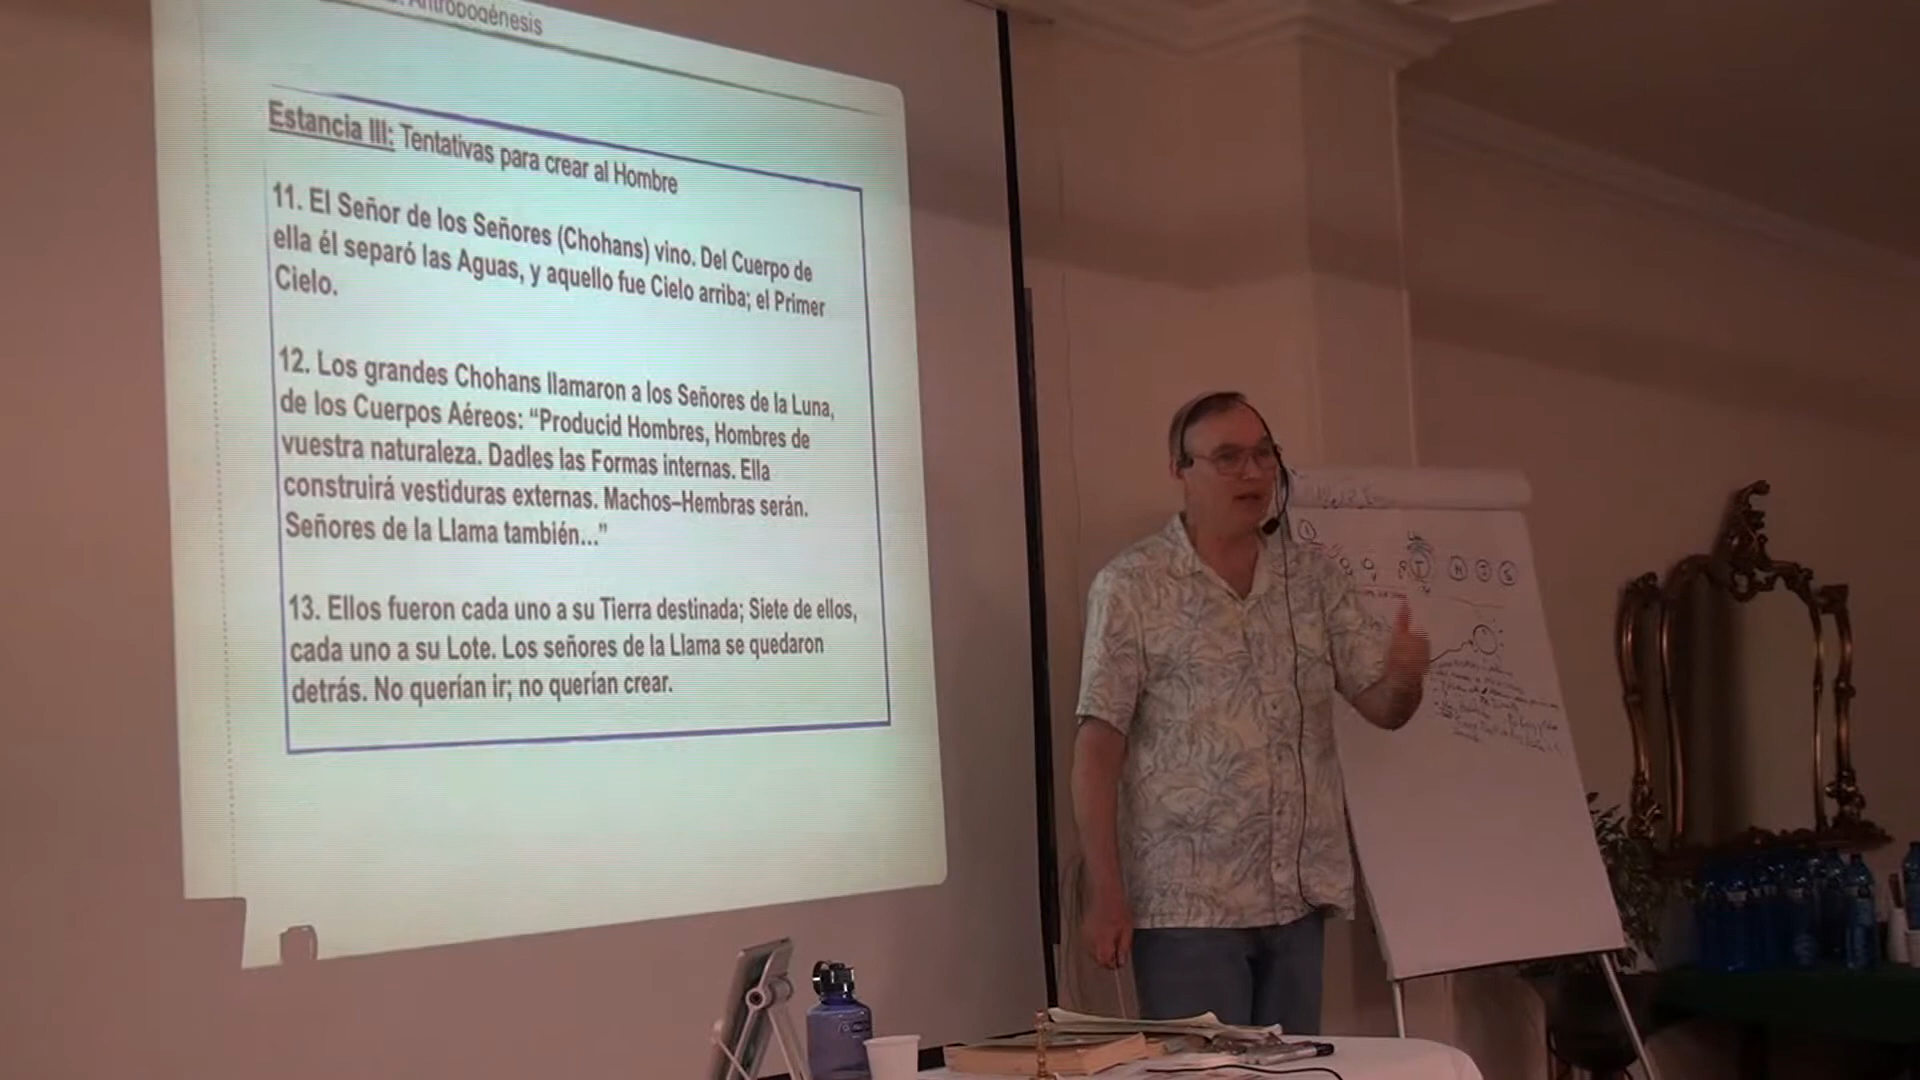 Antropogénesis
Estancia III: Tentativas para crear al Hombre
11. El Señor de los Señores (Chohans) vino. Del Cuerpo de
ella él separó las Aguas, y aquello fue Cielo arriba; el Primer
Cielo.
12. Los grandes Chohans llamaron a los Señores de la Luna,
de los Cuerpos Aéreos: “Producid Hombres, Hombres de
vuestra naturaleza. Dadles las Formas internas. Ella
construirá vestiduras externas. Machos–Hembras serán.
Señores de la Llama también...”
13. Ellos fueron cada uno a su Tierra destinada; Siete de ellos,
cada uno a su Lote. Los señores de la Llama se quedaron
detrás. No querían ir; no querían crear.